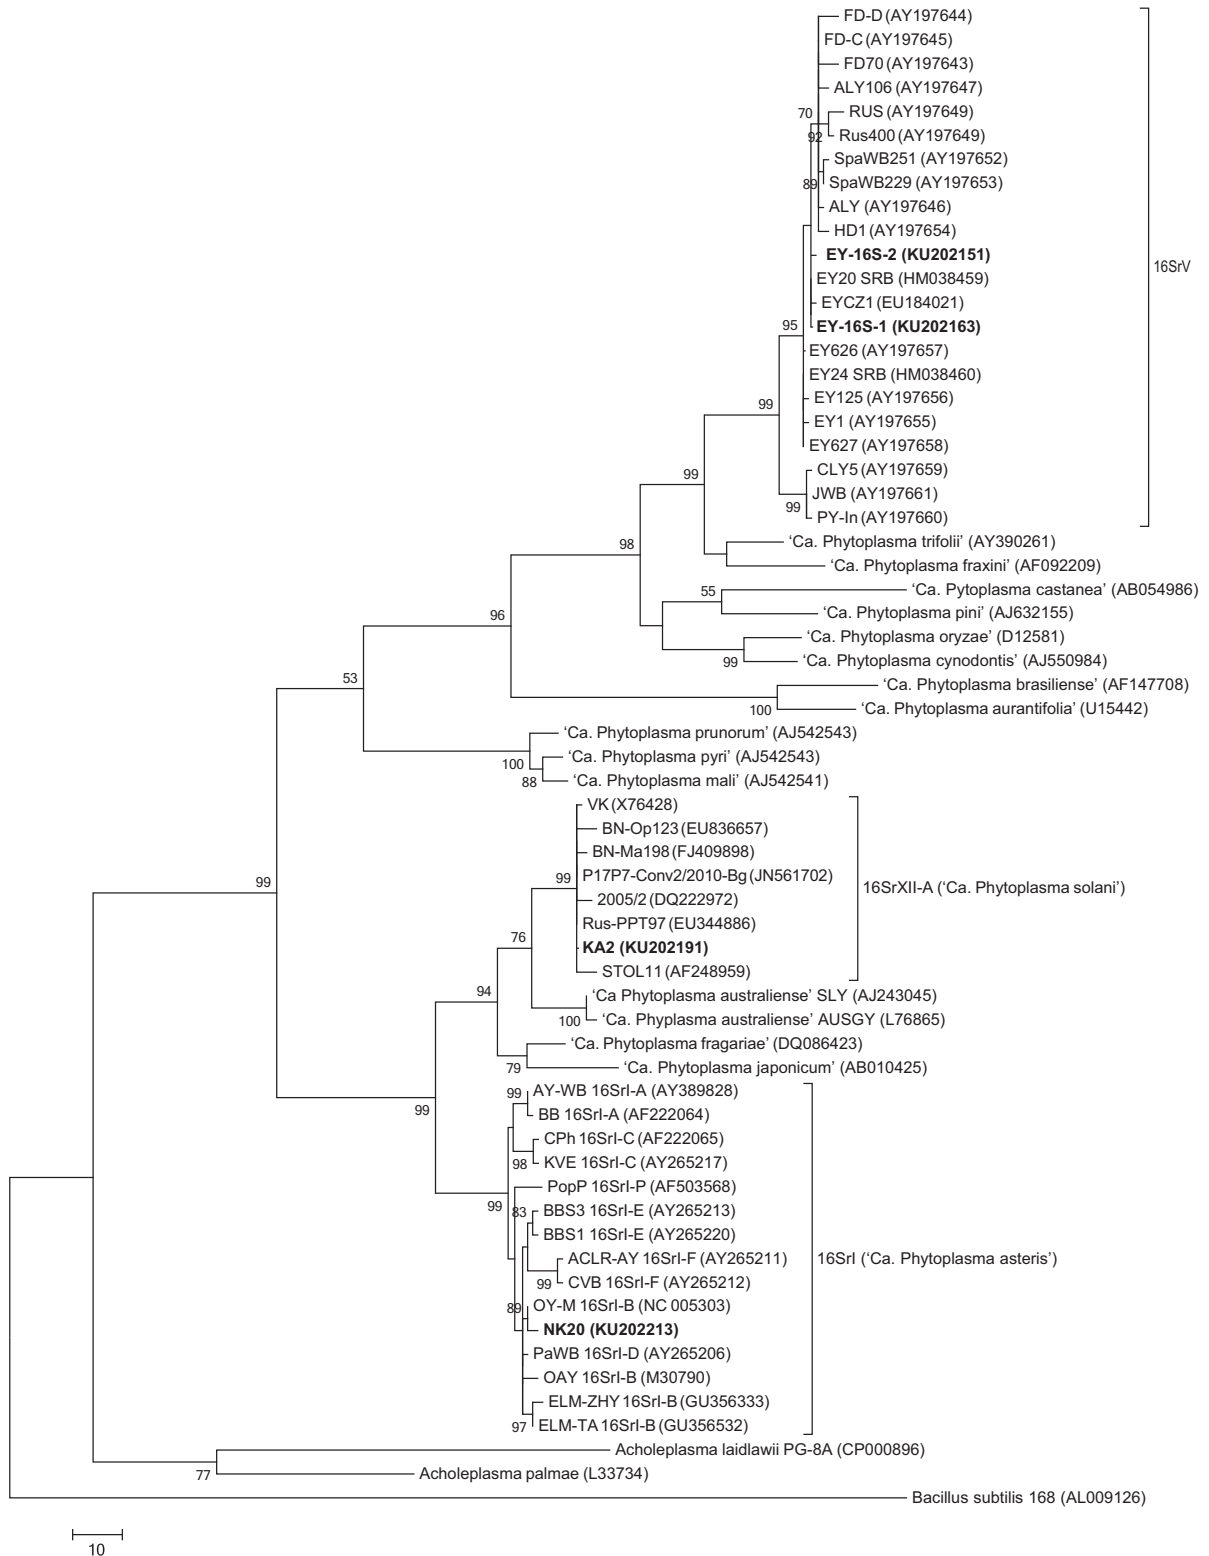 FD-D (AY197644)
FD-C (AY197645)
FD70 (AY197643)
ALY106 (AY197647)
70
RUS (AY197649)
92
Rus400 (AY197649)
SpaWB251 (AY197652)
89
SpaWB229 (AY197653)
ALY (AY197646)
HD1 (AY197654)
EY-16S-2 (KU202151)
16SrV
EY20 SRB (HM038459)
EYCZ1 (EU184021)
95
EY-16S-1 (KU202163)
EY626 (AY197657)
EY24 SRB (HM038460)
EY125 (AY197656)
99
EY1 (AY197655)
EY627 (AY197658)
99
CLY5 (AY197659)
JWB (AY197661)
99
PY-In (AY197660)
98
‘Ca. Phytoplasma trifolii’ (AY390261)
‘Ca. Phytoplasma fraxini’ (AF092209)
55
‘Ca. Pytoplasma castanea’ (AB054986)
96
‘Ca. Phytoplasma pini’ (AJ632155)
‘Ca. Phytoplasma oryzae’ (D12581)
99
‘Ca. Phytoplasma cynodontis’ (AJ550984)
53
‘Ca. Phytoplasma brasiliense’ (AF147708)
100
‘Ca. Phytoplasma aurantifolia’ (U15442)
‘Ca. Phytoplasma prunorum’ (AJ542543)
100
‘Ca. Phytoplasma pyri’ (AJ542543)
88
‘Ca. Phytoplasma mali’ (AJ542541)
VK (X76428)
BN-Op123 (EU836657)
BN-Ma198 (FJ409898)
99
99
P17P7-Conv2/2010-Bg (JN561702)
16SrXII-A (‘Ca. Phytoplasma solani’)
2005/2 (DQ222972)
Rus-PPT97 (EU344886)
76
KA2 (KU202191)
STOL11 (AF248959)
94
‘Ca Phytoplasma australiense’ SLY (AJ243045)
100
‘Ca. Phyplasma australiense’ AUSGY (L76865)
‘Ca. Phytoplasma fragariae’ (DQ086423)
79
‘Ca. Phytoplasma japonicum’ (AB010425)
99
99
AY-WB 16SrI-A (AY389828)
BB 16SrI-A (AF222064)
CPh 16SrI-C (AF222065)
98
KVE 16SrI-C (AY265217)
PopP 16SrI-P (AF503568)
99
83
BBS3 16SrI-E (AY265213)
BBS1 16SrI-E (AY265220)
ACLR-AY 16SrI-F (AY265211)
16SrI (‘Ca. Phytoplasma asteris’)
99
CVB 16SrI-F (AY265212)
89
OY-M 16SrI-B (NC 005303)
NK20 (KU202213)
PaWB 16SrI-D (AY265206)
OAY 16SrI-B (M30790)
ELM-ZHY 16SrI-B (GU356333)
97
ELM-TA 16SrI-B (GU356532)
Acholeplasma laidlawii PG-8A (CP000896)
77
Acholeplasma palmae (L33734)
Bacillus subtilis 168 (AL009126)
10